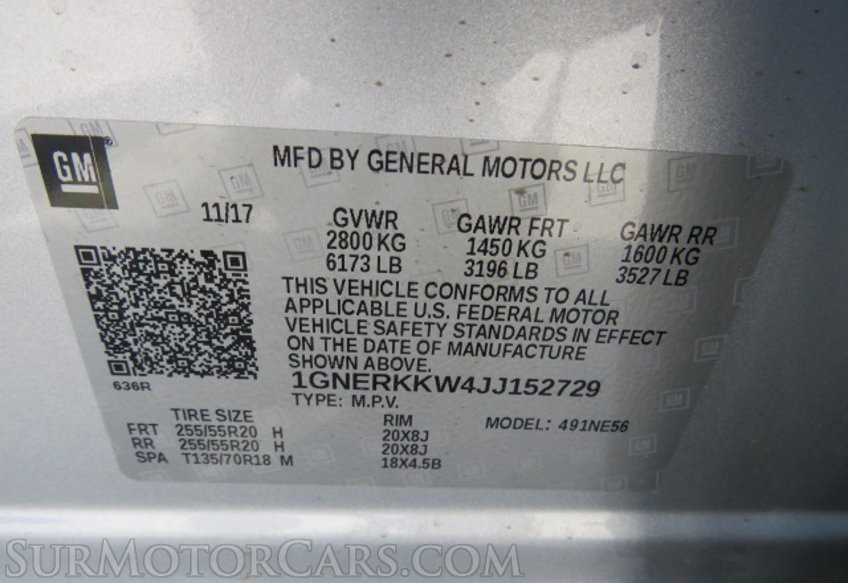 GM
MFD BY GENERAL MOTORS LLC
11/17
GVWR
2800 KG
6173 LB
GAWR FRT
1450 KG
3196 LB
GAWR RR
1600 KG
3527 LB
THIS VEHICLE CONFORMS TO ALL
APPLICABLE U.S. FEDERAL MOTOR
VEHICLE SAFETY STANDARDS IN EFFECT
ON THE DATE OF MANUFACTURE
SHOWN ABOVE.
1GNERKKW4JJ152729
TYPE: M.P.V.
MODEL: 491NE56
636R
TIRE SIZE RIM
FRT 255/55R20 H 20X8J
RR 255/55R20 H 20X8J
SPA T135/70R18 M 18X4.5B
SURMOTORCARS.COM